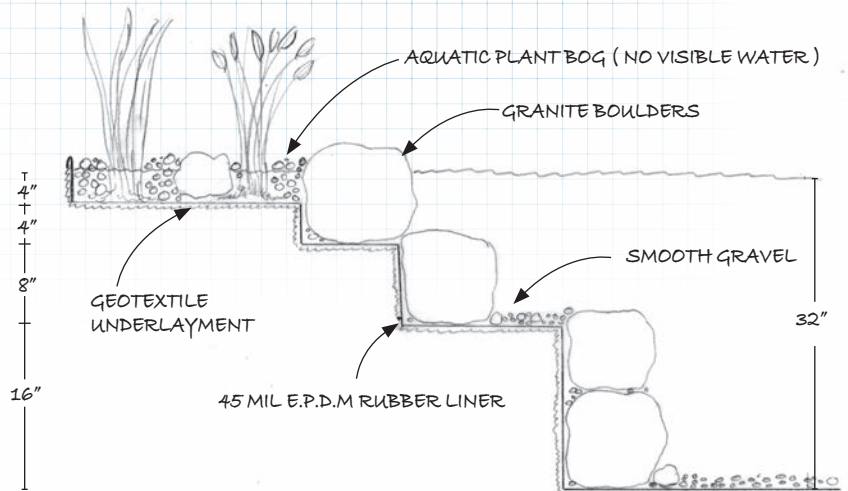 AQUATIC PLANT BOG ( NO VISIBLE WATER )
GRANITE BOULDERS
4"
4"
8"
16"
SMOOTH GRAVEL
GEOTEXTILE
UNDERLAYMENT
32"
45 MIL E.P.D.M RUBBER LINER